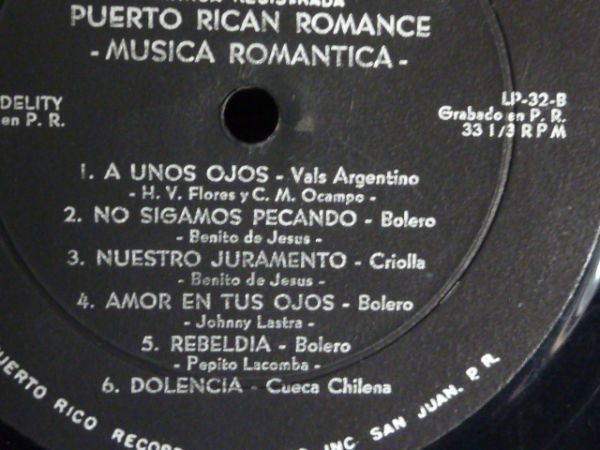 REGISTRADA
PUERTO RICAN ROMANCE
- MUSICA ROMANTICA -
DELITY
en P. R.
LP-32-B
Grabado en P. R.
33 1/3 R P M
1. A UNOS OJOS - Vals Argentino
- H. V. Flores y C. M. Ocampo -
2. NO SIGAMOS PECANDO - Bolero
- Benito de Jesus -
3. NUESTRO JURAMENTO - Criolla
- Benito de Jesus -
4. AMOR EN TUS OJOS - Bolero
- Johnny Lastra -
5. REBELDIA - Bolero
- Pepito Lacomba -
6. DOLENCIA - Cueca Chilena
PUERTO RICO RECOR INC SAN JUAN, P. R.